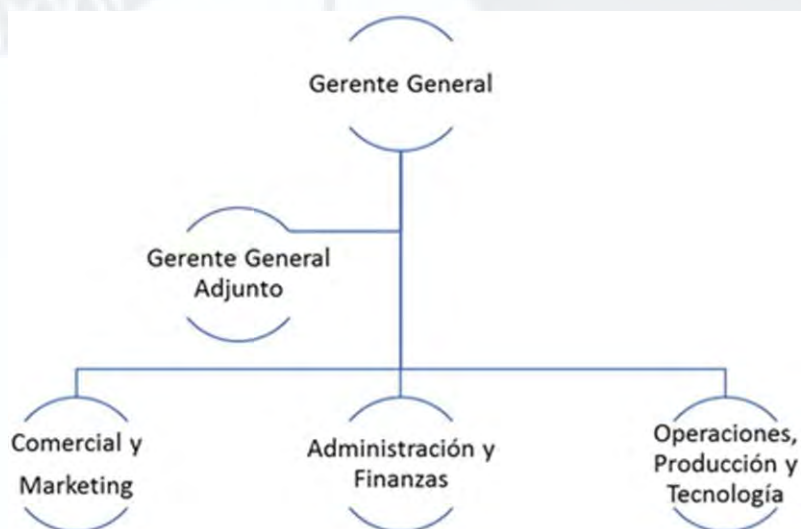 Gerente General
Gerente General
Adjunto
Comercial y
Marketing
Administración y
Finanzas
Operaciones,
Producción y
Tecnología